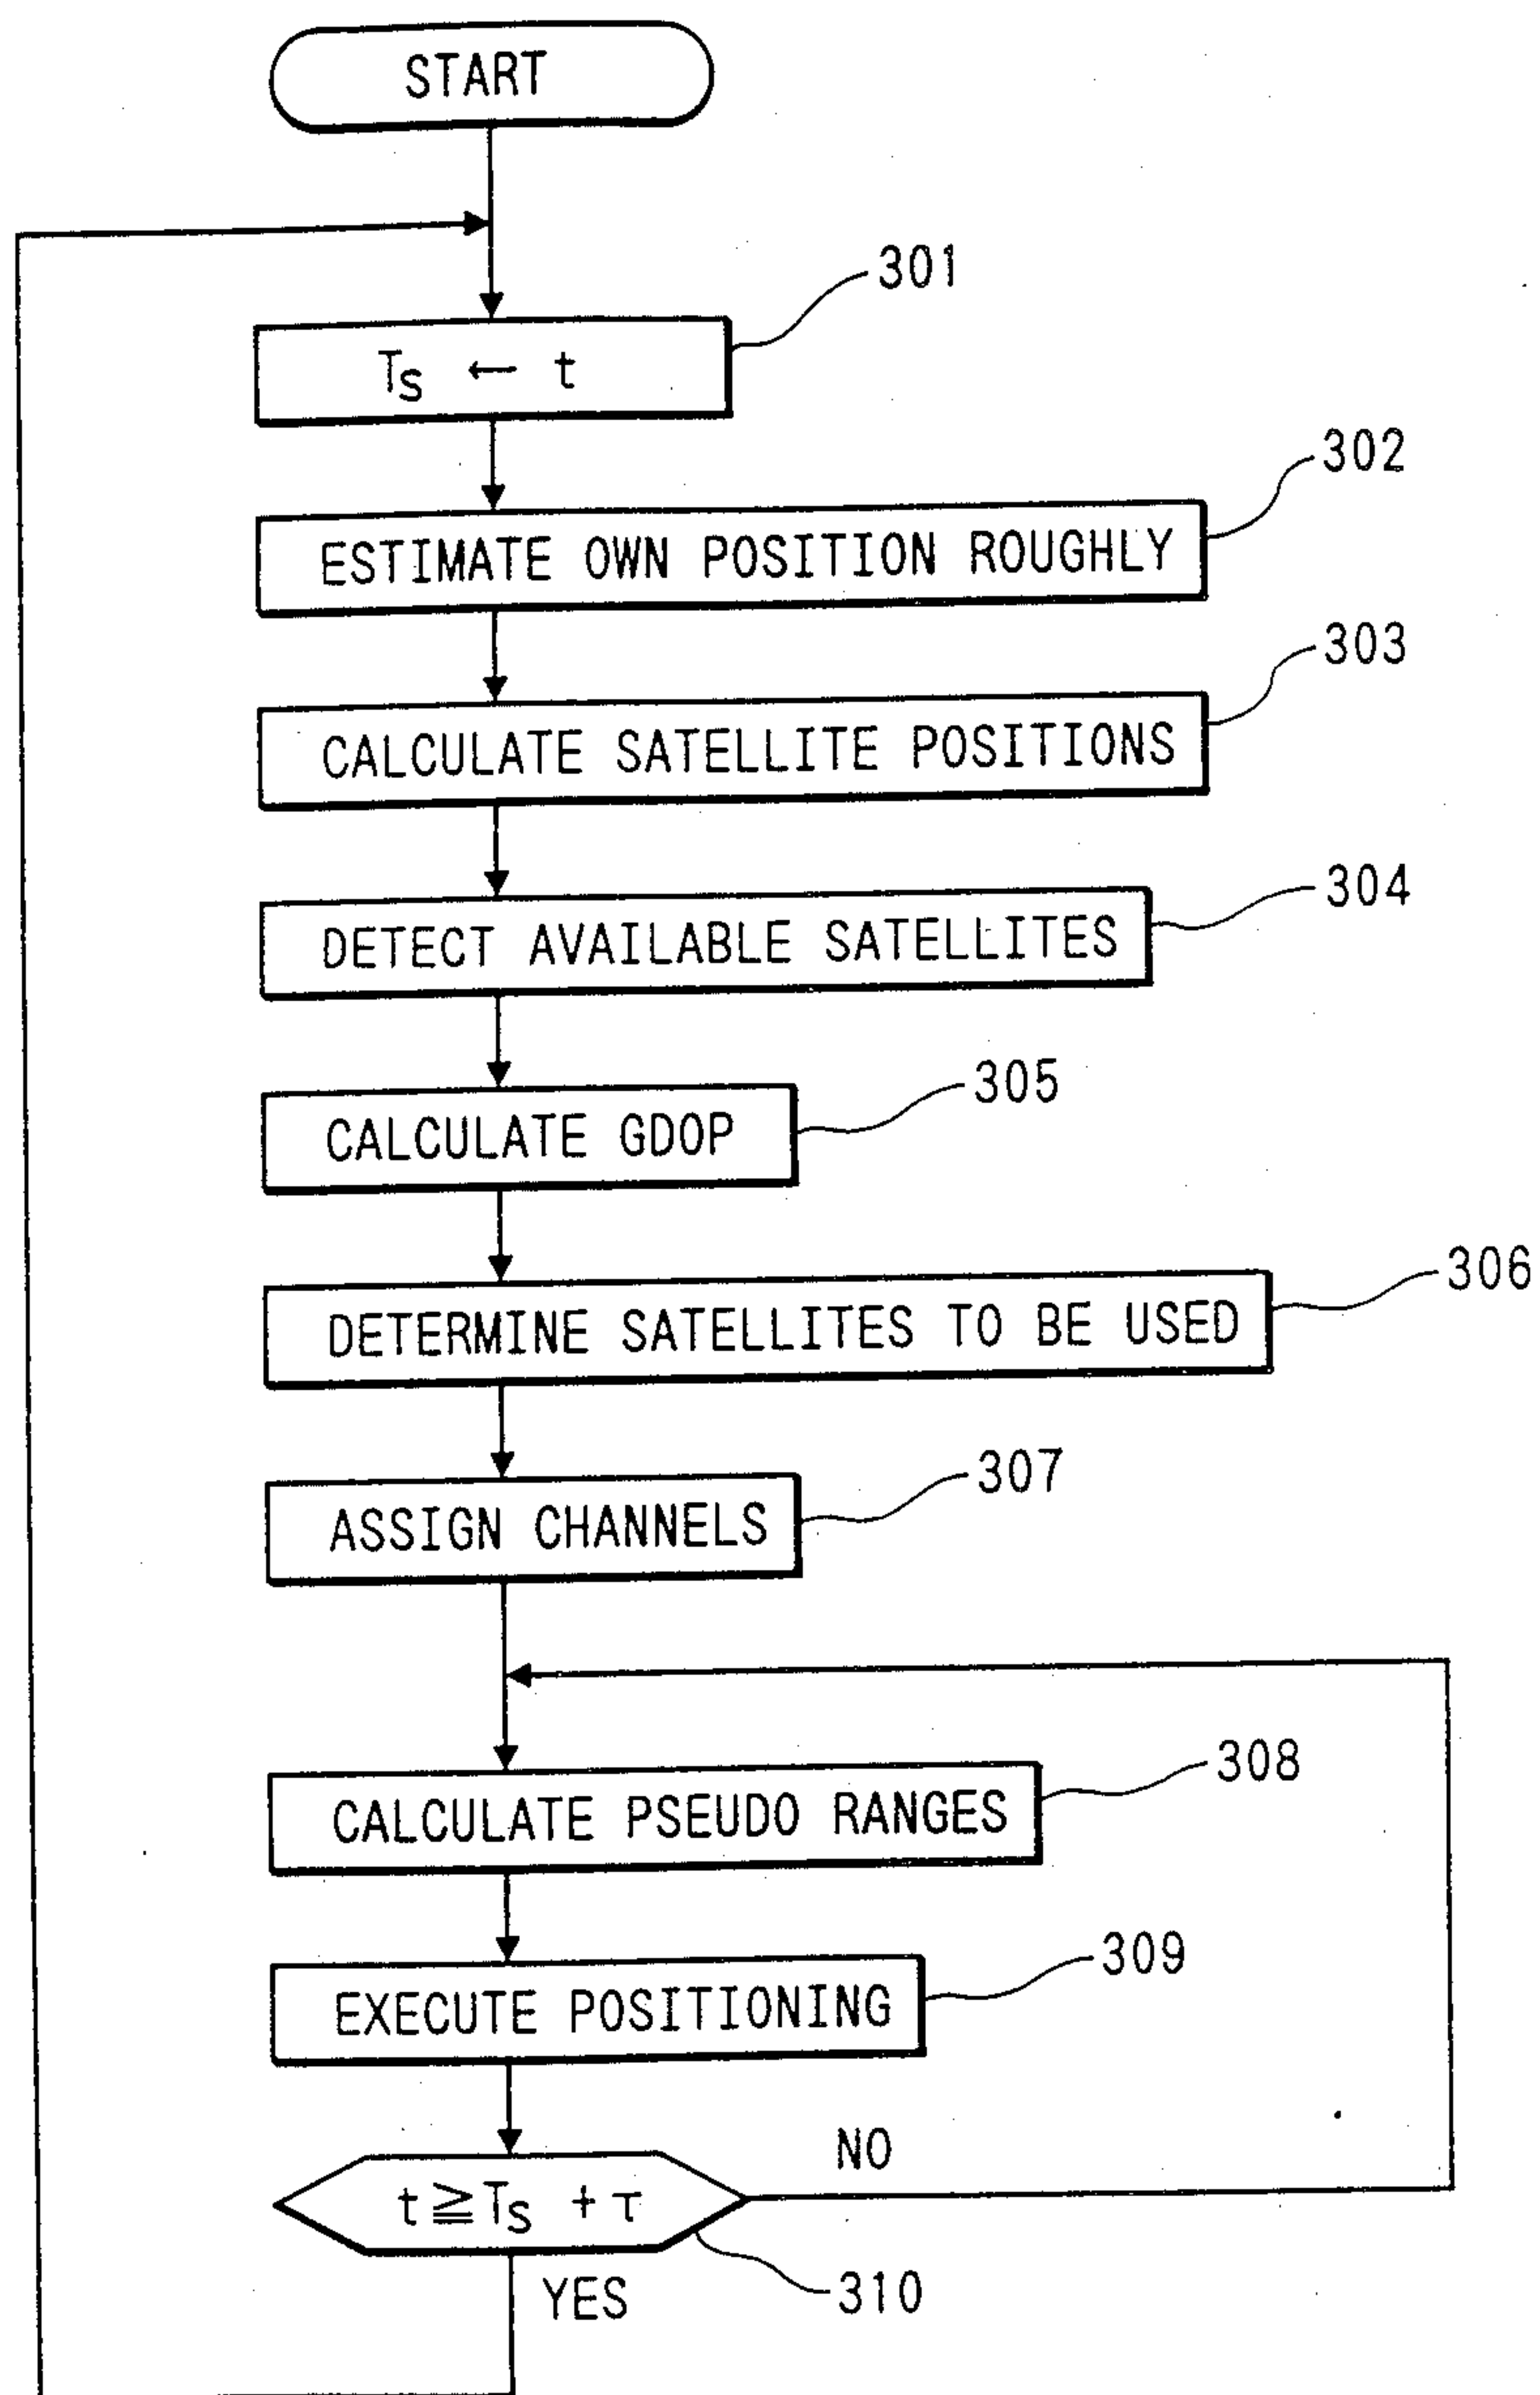 START
301
Ts ← t
302
ESTIMATE OWN POSITION ROUGHLY
303
CALCULATE SATELLITE POSITIONS
304
DETECT AVAILABLE SATELLITES
305
CALCULATE GDOP
306
DETERMINE SATELLITES TO BE USED
307
ASSIGN CHANNELS
308
CALCULATE PSEUDO RANGES
309
EXECUTE POSITIONING
NO
t ≧ Ts + τ
310
YES